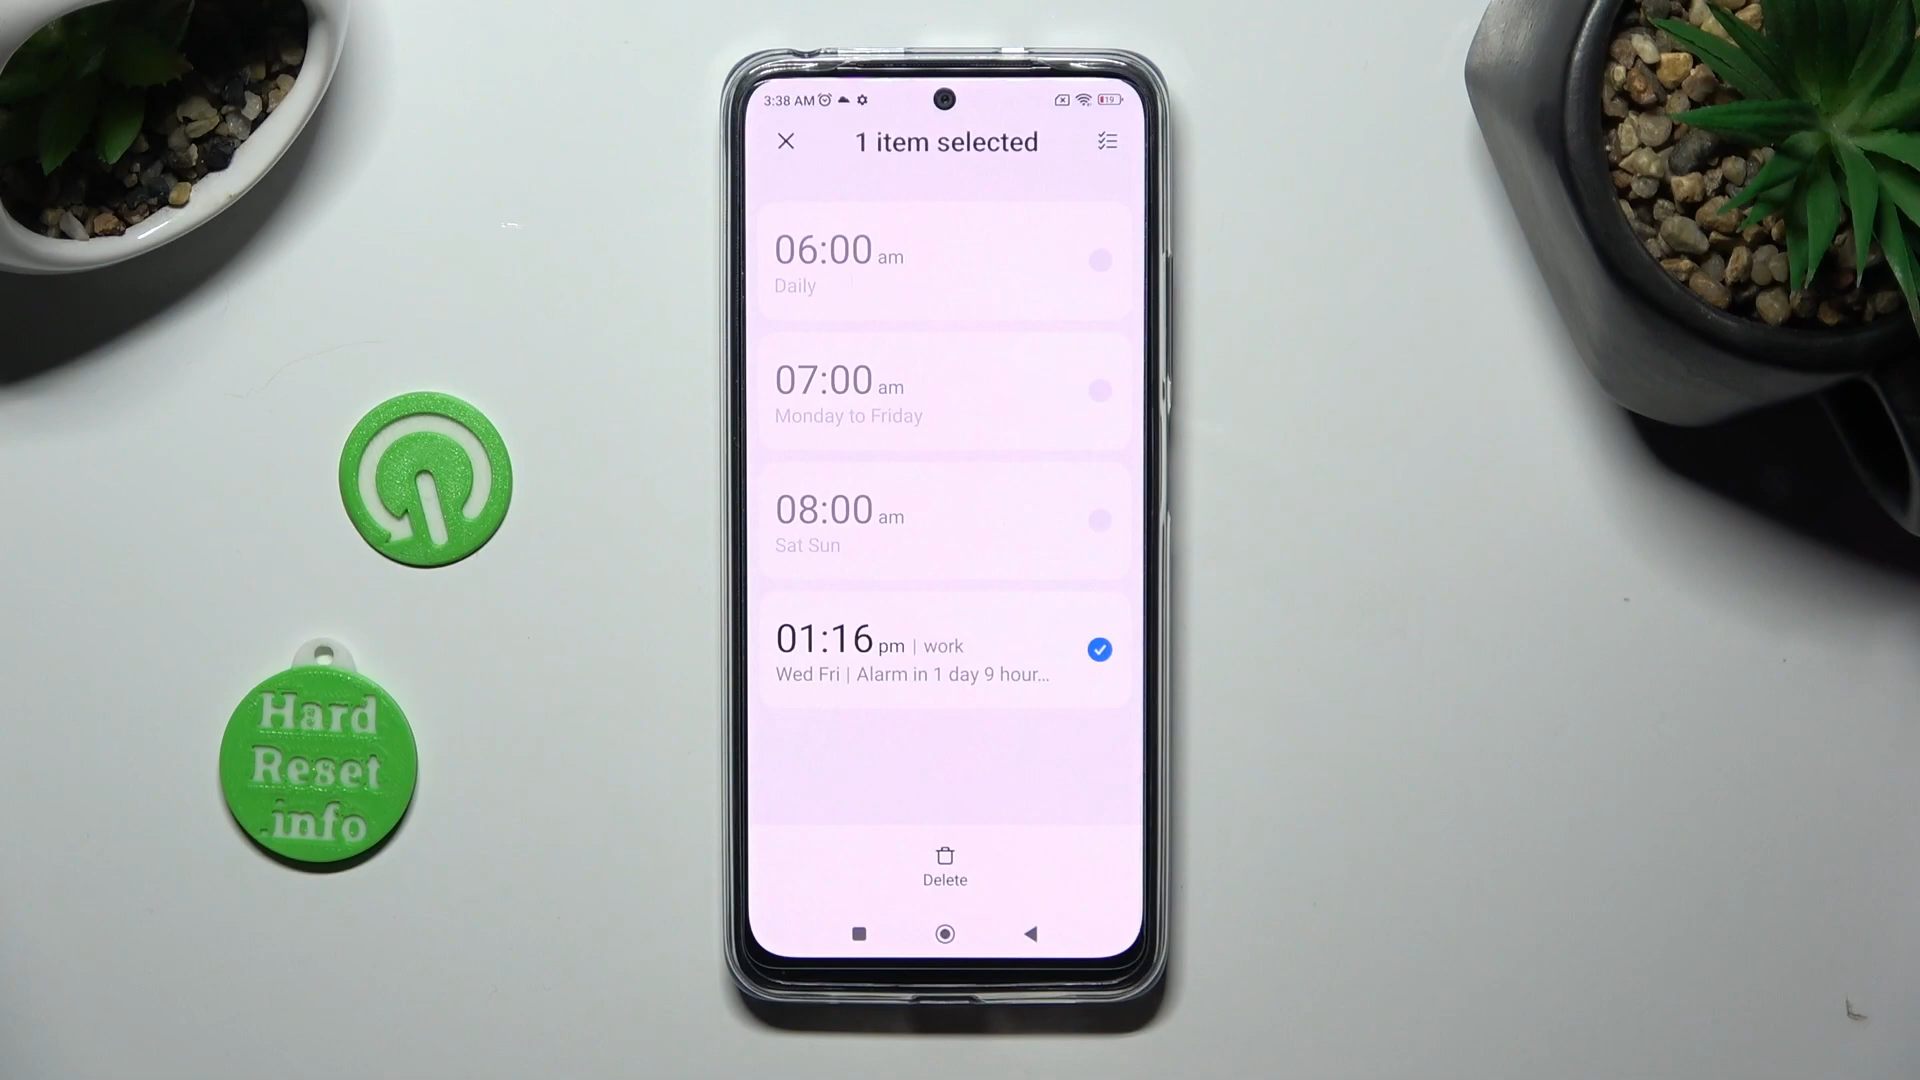 3:38 AM
19
1 item selected
06:00 am
Daily
07:00 am
Monday to Friday
08:00 am
Sat Sun
01:16 pm | work
Wed Fri | Alarm in 1 day 9 hour...
Delete
Hard
Reset
.info